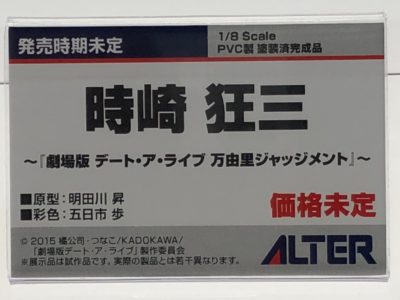 発売時期未定
1/8 Scale
PVC製 塗装済完成品
時崎 狂三
～『劇場版 デート・ア・ライブ 万由里ジャッジメント』～
■原型：明田川 昇
■彩色：五日市 歩
価格未定
© 2015 橘公司・つなこ/KADOKAWA/
「劇場版デート・ア・ライブ」製作委員会
※展示品は試作品です。実際の製品とは若干異なります。
ALTER